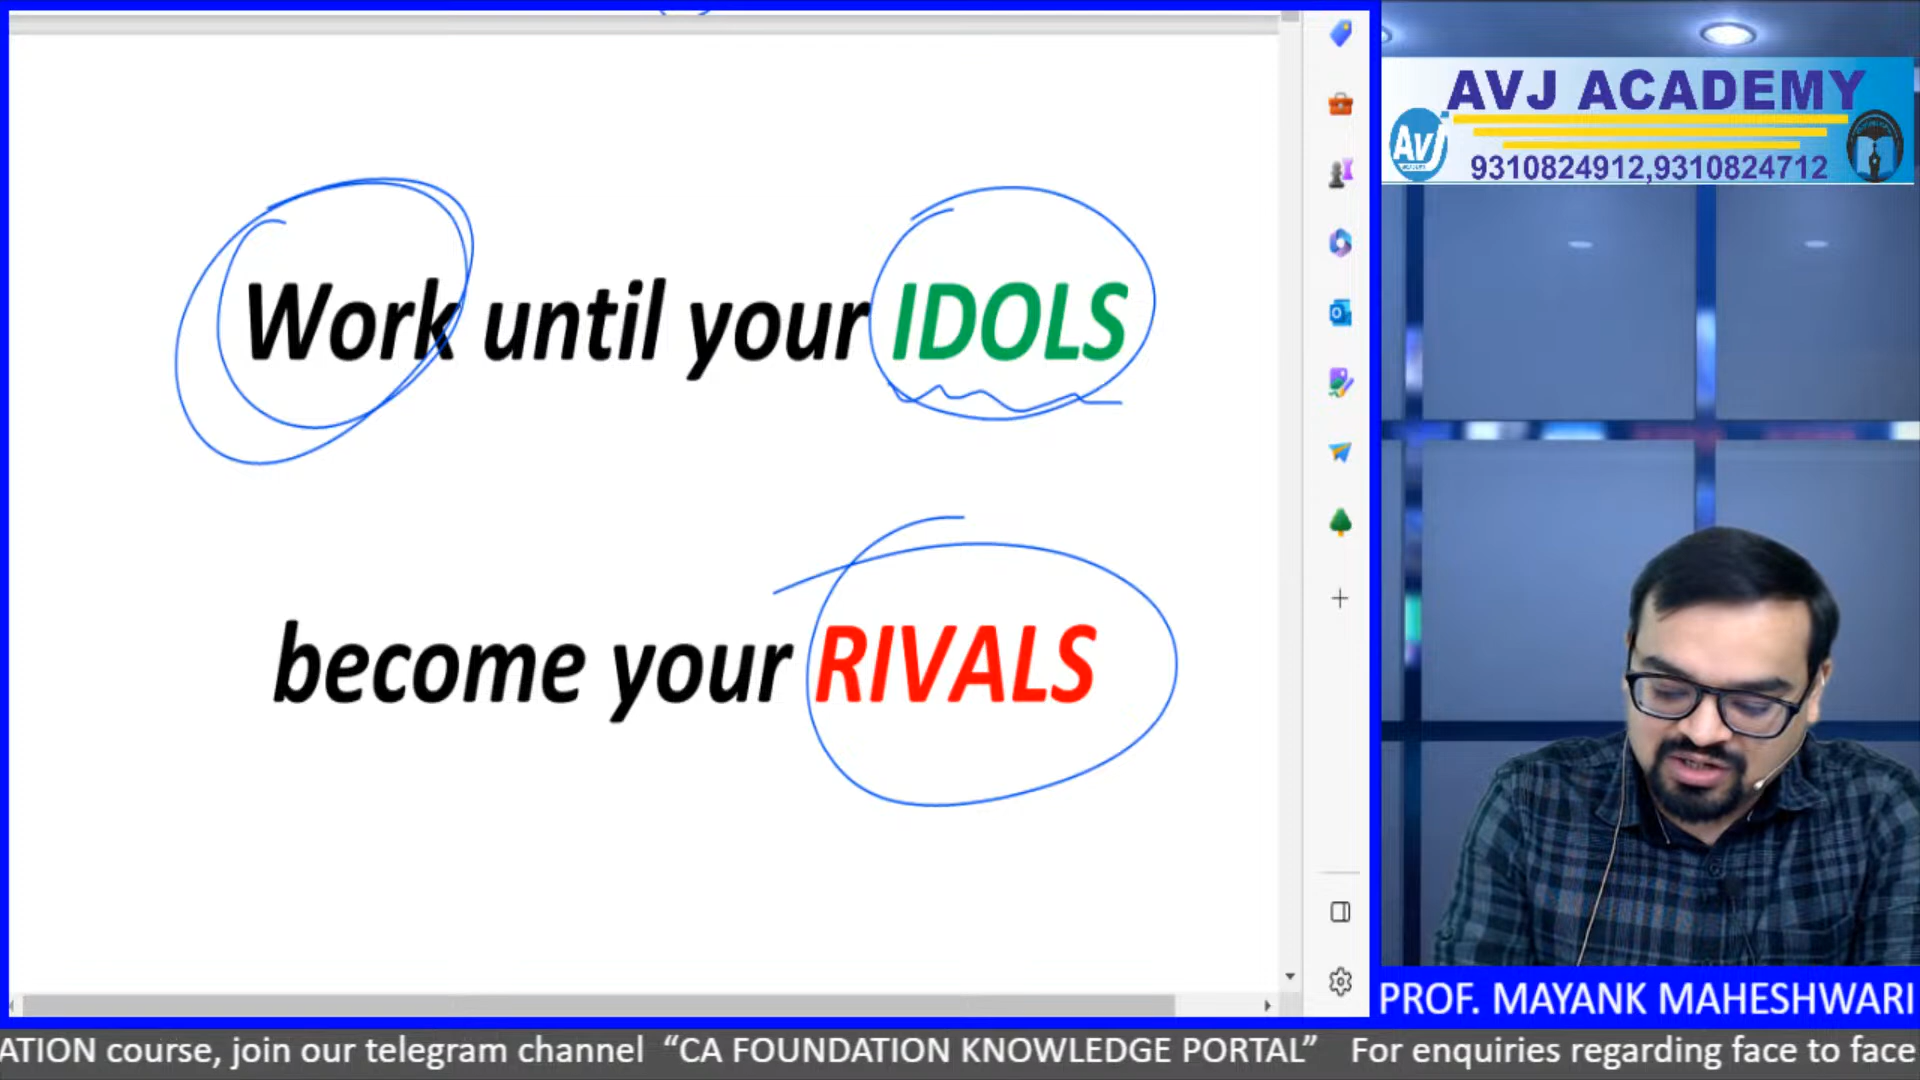 Work until your IDOLS
become your RIVALS
AVJ ACADEMY
AVJ
9310824912,9310824712
PROF. MAYANK MAHESHWARI
ATION course, join our telegram channel “CA FOUNDATION KNOWLEDGE PORTAL” For enquiries regarding face to face